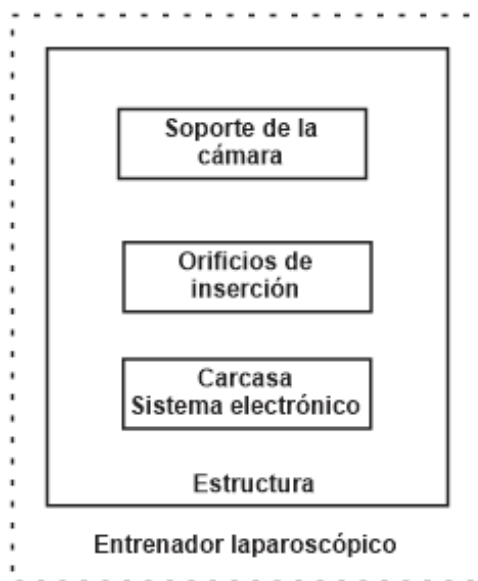 Soporte de la
cámara
Orificios de
inserción
Carcasa
Sistema electrónico
Estructura
Entrenador laparoscópico